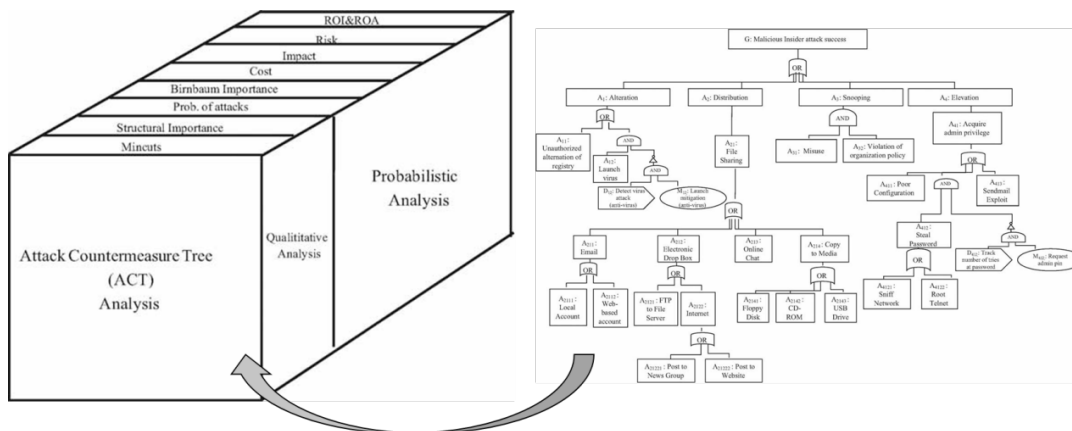 ROI&ROA
Risk
Impact
Cost
Birnbaum Importance
Prob. of attacks
Structural Importance
Mincuts
Attack Countermeasure Tree
(ACT)
Analysis
Qualititative
Analysis
Probabilistic
Analysis
G: Malicious Insider attack success
OR
A1: Alteration
A2: Distribution
A3: Snooping
A4: Elevation
OR
AND
A11:
Unauthorized
alternation of
registry
AND
A12:
Launch
virus
AND
D12: Detect virus
attack
(anti-virus)
M12: Launch
mitigation
(anti-virus)
A21:
File
Sharing
A31: Misuse
A32: Violation of
organization policy
A41: Acquire
admin privilege
OR
A411: Poor
Configuration
AND
A413:
Sendmail
Exploit
OR
A412:
Steal
Password
AND
D412: Track
number of tries
at password
M412: Request
admin pin
A211:
Email
A212:
Electronic
Drop Box
A213:
Online
Chat
A214: Copy
to Media
OR
OR
OR
OR
A2111:
Local
Account
A2112:
Web-
based
account
A2121: FTP
to File
Server
A2122:
Internet
A2141:
Floppy
Disk
A2142:
CD-
ROM
A2143:
USB
Drive
A4121:
Sniff
Network
A4122:
Root
Telnet
OR
A21221: Post to
News Group
A21222: Post to
Website